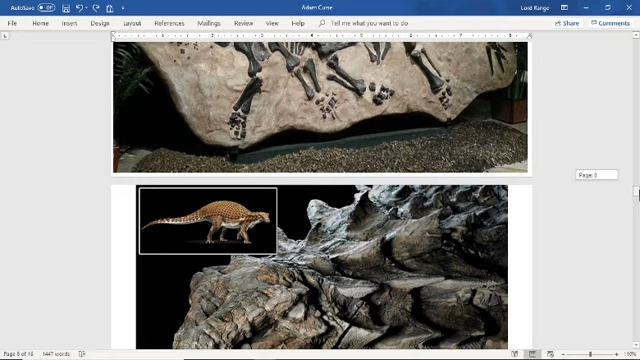 AutoSave Off Adam Curse Lord Range
File Home Insert Design Layout References Mailings Review View Help Tell me what you want to do Share Comments
Page: 8
Page 8 of 16 1447 words